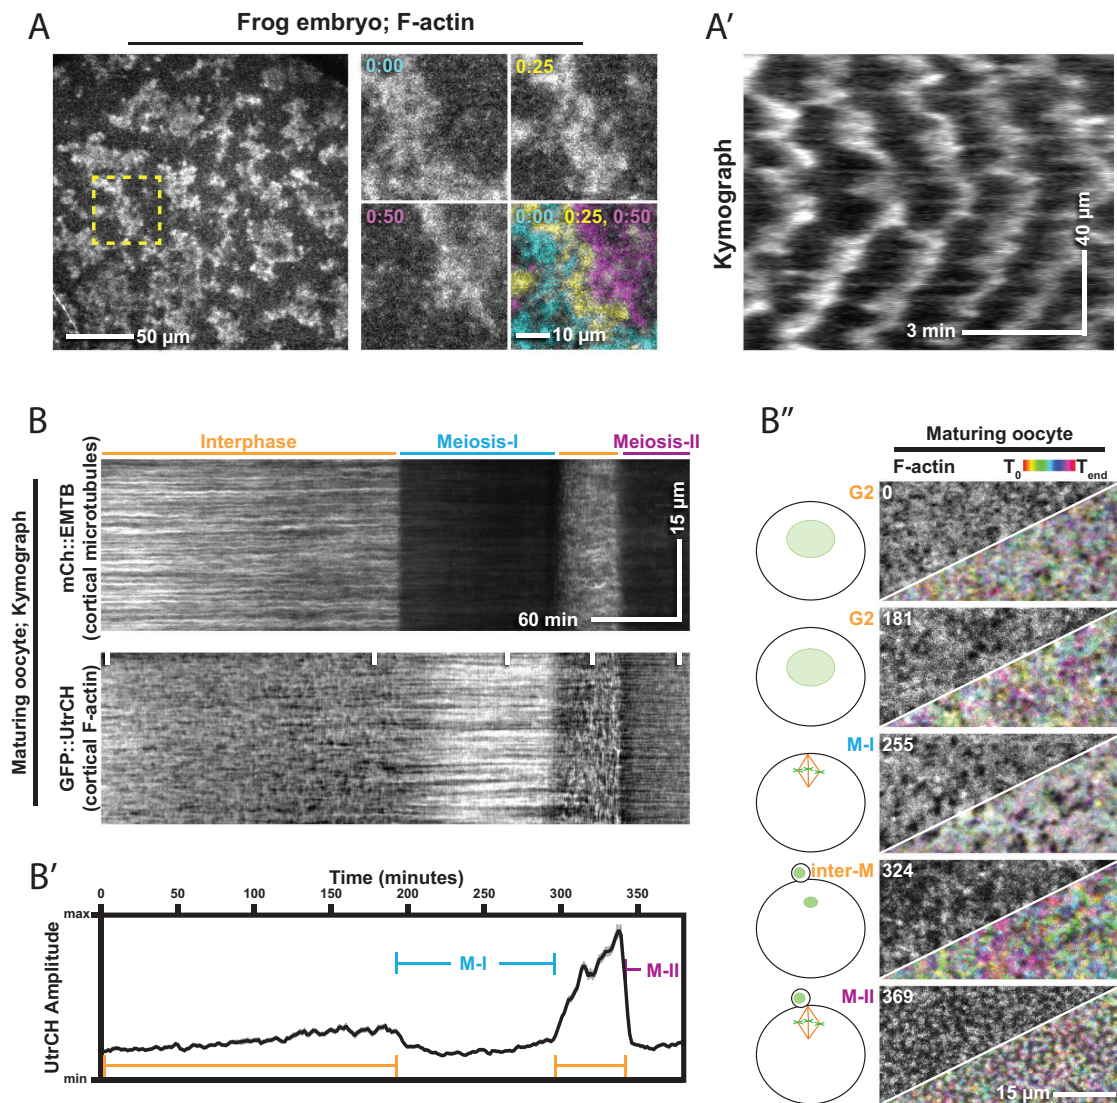 A
Frog embryo; F-actin
A′
0:00
0:25
0:50
0:00 0:25, 0:50
50 µm
10 µm
Kymograph
40 µm
3 min
B
Interphase
Meiosis-I
Meiosis-II
Maturing oocyte; Kymograph
mCh::EMTB
(cortical microtubules)
15 µm
60 min
GFP::UtrCH
(cortical F-actin)
B′
Time (minutes)
0 50 100 150 200 250 300 350
max
min
UtrCH Amplitude
M-I
M-II
B″
Maturing oocyte
F-actin
T0 Tend
G2
0
G2
181
M-I
255
inter-M
324
M-II
369
15 µm